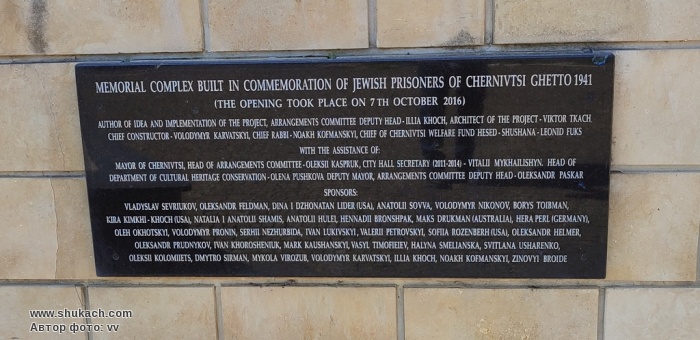 MEMORIAL COMPLEX BUILT IN COMMEMORATION OF JEWISH PRISONERS OF CHERNIVTSI GHETTO 1941
(THE OPENING TOOK PLACE ON 7TH OCTOBER 2016)
AUTHOR OF IDEA AND IMPLEMENTATION OF THE PROJECT, ARRANGEMENTS COMMITTEE DEPUTY HEAD - ILLIA KHOCH, ARCHITECT OF THE PROJECT - VIKTOR TKACH,
CHIEF CONSTRUCTOR - VOLODYMYR KARVATSKYI, CHIEF RABBI - NOAKH KOFMANSKYI, CHIEF OF CHERNIVTSI WELFARE FUND HESED - SHUSHANA - LEONID FUKS
WITH THE ASSISTANCE OF:
MAYOR OF CHERNIVTSI, HEAD OF ARRANGEMENTS COMMITTEE - OLEKSII KASPRUK, CITY HALL SECRETARY (2011-2014) - VITALII MYKHAILISHYN. HEAD OF
DEPARTMENT OF CULTURAL HERITAGE CONSERVATION - OLENA PUSHKOVA DEPUTY MAYOR, ARRANGEMENTS COMMITTEE DEPUTY HEAD - OLEKSANDR PASKAR
SPONSORS:
VLADYSLAV SEVRIUKOV, OLEKSANDR FELDMAN, DINA I DZHONATAN LIDER (USA), ANATOLII SOVVA, VOLODYMYR NIKONOV, BORYS TOIBMAN,
KIRA KIMKHI - KHOCH (USA), NATALIA I ANATOLII SHAMIS, ANATOLII HULEI, HENNADII BRONSHPAK, MAKS DRUKMAN (AUSTRALIA), HERA PERL (GERMANY),
OLEH OKHOTSKYI, VOLODYMYR PRONIN, SERHII NEZHURBIDA, IVAN LUKIVSKYI, VALERII PETROVSKYI, SOFIIA ROZENBERH (USA), OLEKSANDR HELMER,
OLEKSANDR PRUDNYKOV, IVAN KHOROSHENIUK, MARK KAUSHANSKYI, VASYL TIMOFIEIEV, HALYNA SMELIANSKA, SVITLANA USHARENKO,
OLEKSII KOLOMIIETS, DMYTRO SIRMAN, MYKOLA VIROZUB, VOLODYMYR KARVATSKYI, ILLIA KHOCH, NOAKH KOFMANSKYI, ZINOVYI BROIDE
www.shukach.com
Автор фото: vv